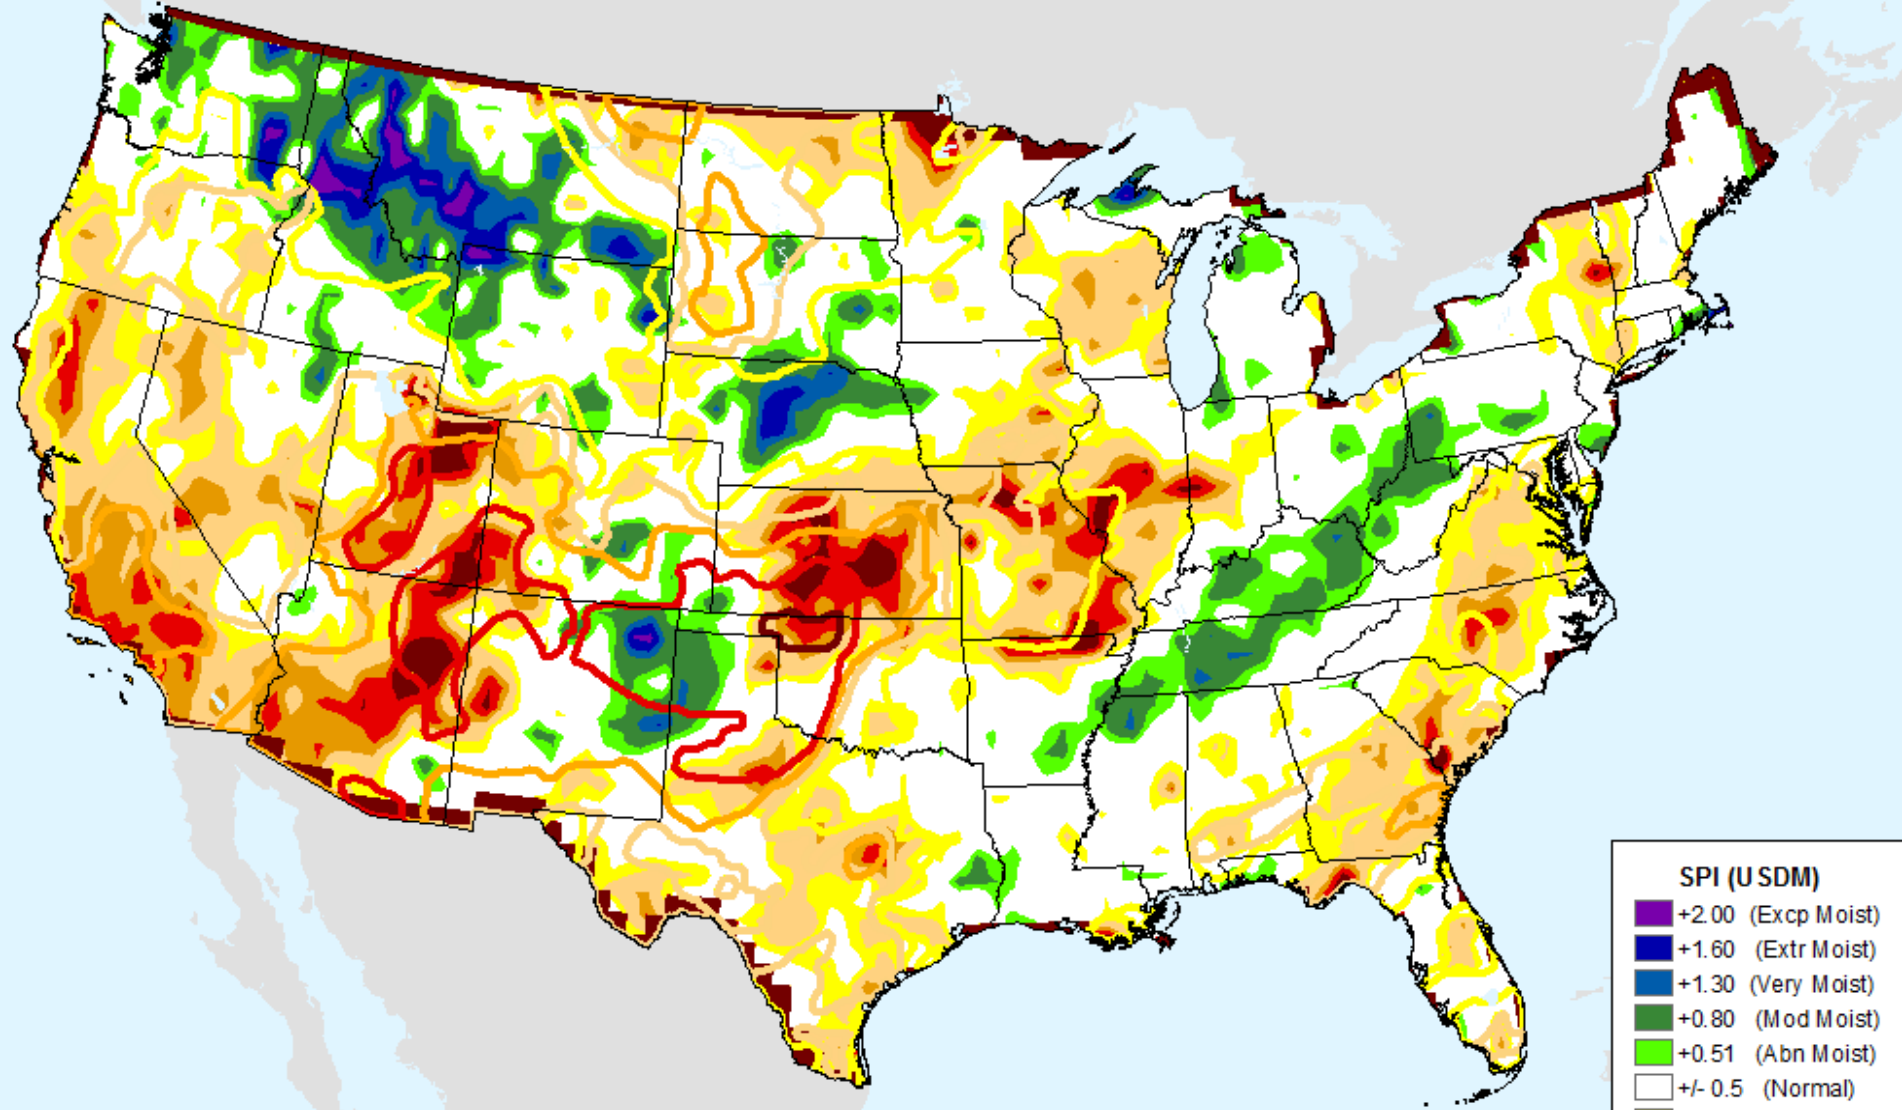 SPI (USDM)
+2.00 (Excp Moist)
+1.60 (Extr Moist)
+1.30 (Very Moist)
+0.80 (Mod Moist)
+0.51 (Abn Moist)
+/- 0.5 (Normal)